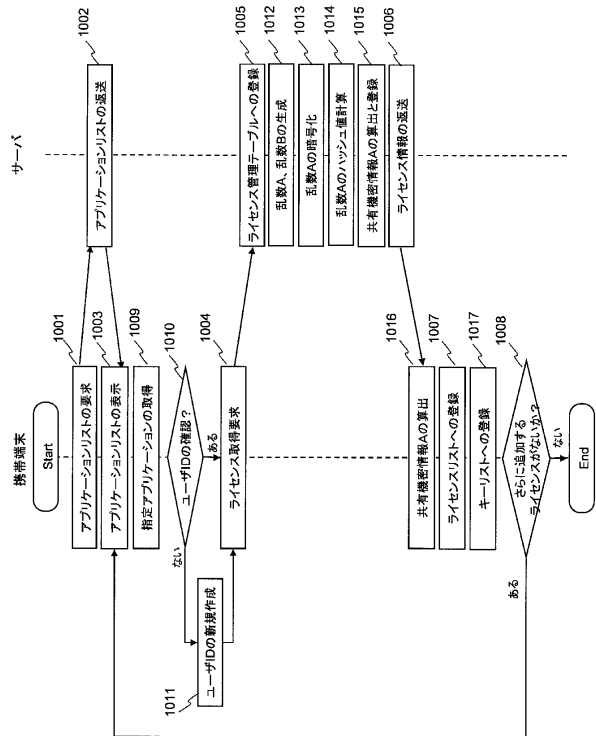 携帯端末
サーバ
Start
1001
アプリケーションリストの要求
1002
アプリケーションリストの返送
1003
アプリケーションリストの表示
1009
指定アプリケーションの取得
1010
ユーザIDの確認?
ない
ある
1011
ユーザIDの新規作成
1004
ライセンス取得要求
1005
ライセンス管理テーブルへの登録
1012
乱数A、乱数Bの生成
1013
乱数Aの暗号化
1014
乱数Aのハッシュ値計算
1015
共有機密情報Aの算出と登録
1006
ライセンス情報の返送
1016
共有機密情報Aの算出
1007
ライセンスリストへの登録
1017
キーリストへの登録
1008
さらに追加する
ライセンスがないか?
ある
ない
End